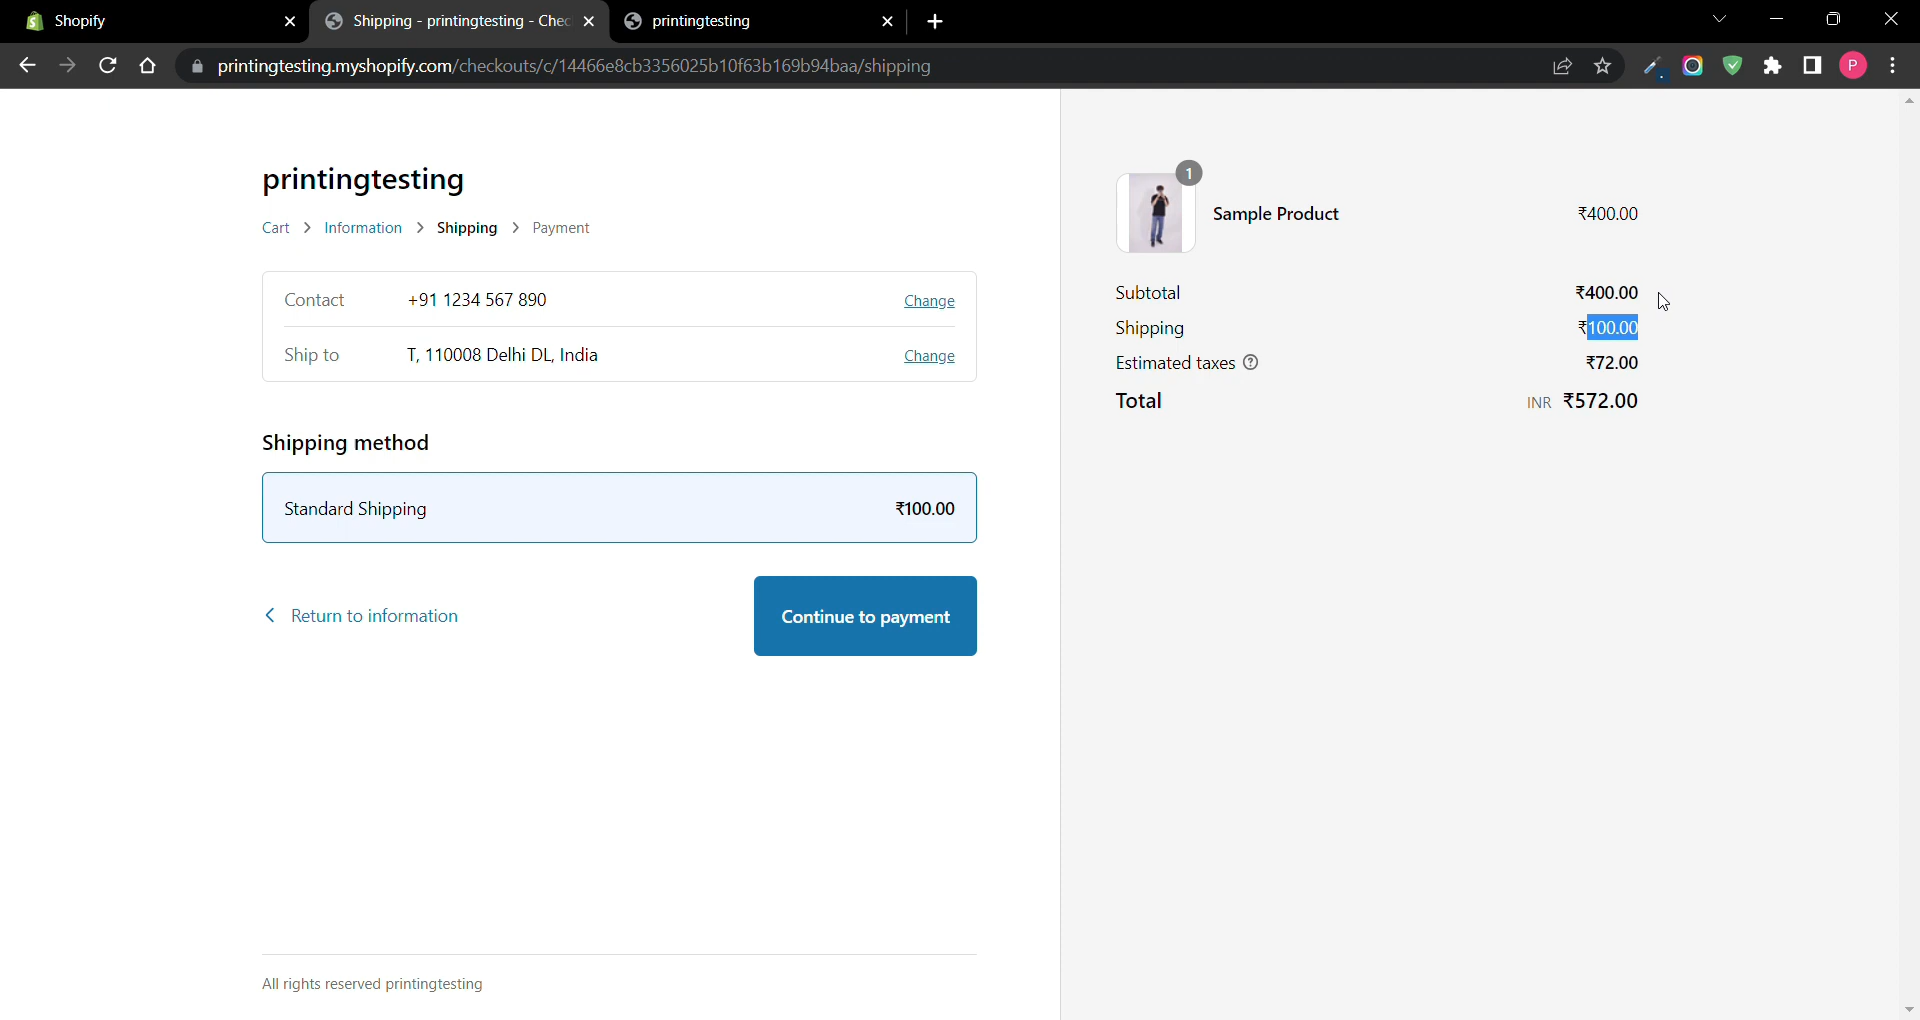 Shopify
Shipping - printingtesting - Chec
printingtesting
printingtesting.myshopify.com/checkouts/c/14466e8cb3356025b10f63b169b94baa/shipping
P
printingtesting
Cart > Information > Shipping > Payment
Contact +91 1234 567 890 Change
Ship to T, 110008 Delhi DL, India Change
Shipping method
Standard Shipping ₹100.00
Return to information
Continue to payment
All rights reserved printingtesting
1
Sample Product ₹400.00
Subtotal ₹400.00
Shipping ₹100.00
Estimated taxes ? ₹72.00
Total INR ₹572.00